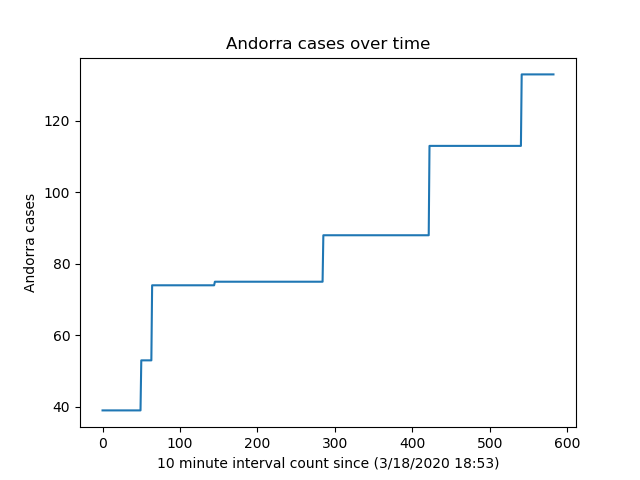 Andorra cases over time
Andorra cases
120
100
80
60
40
0 100 200 300 400 500 600
10 minute interval count since (3/18/2020 18:53)